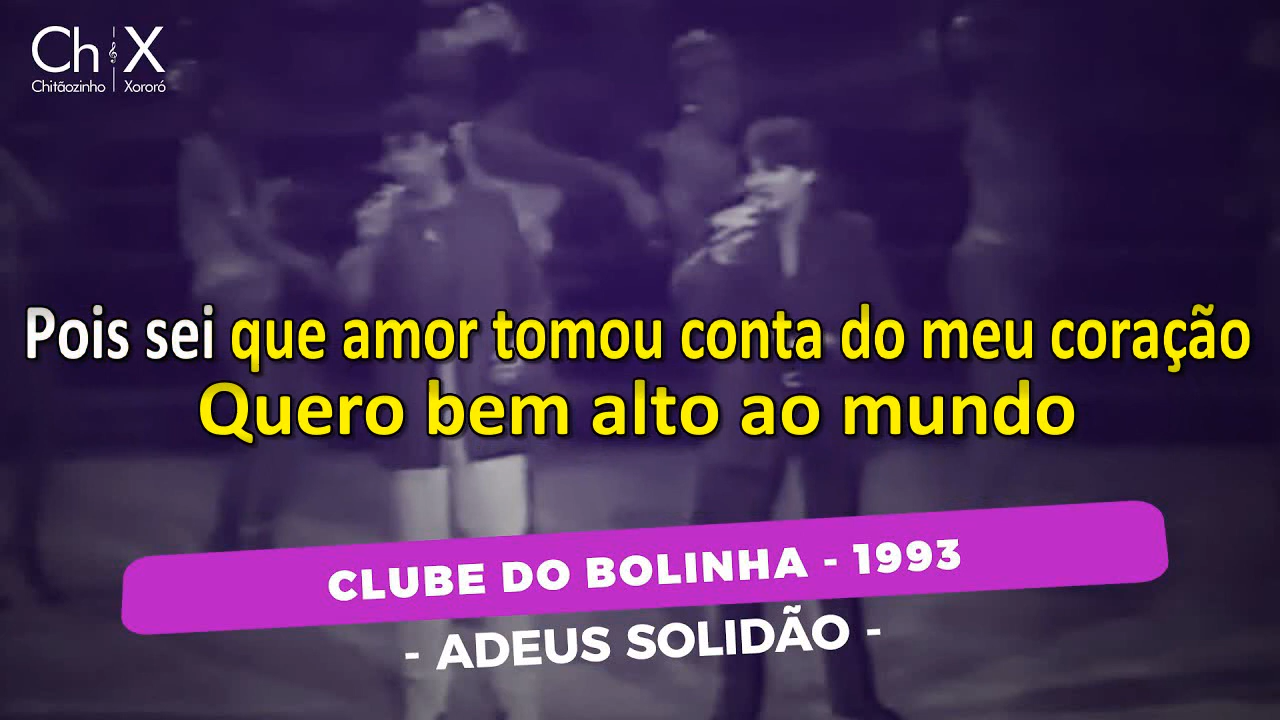 Ch X
Chitãozinho Xororó
Pois sei que amor tomou conta do meu coração
Quero bem alto ao mundo
CLUBE DO BOLINHA - 1993
- ADEUS SOLIDÃO -